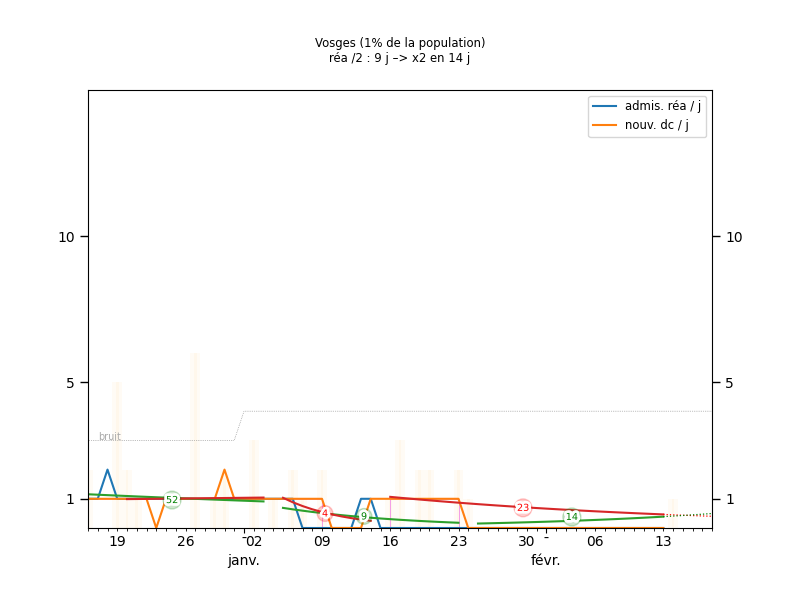 Vosges (1% de la population)
réa /2 : 9 j –> x2 en 14 j
admis. réa / j
nouv. dc / j
10
10
5
5
bruit
1
1
52
4
9
23
14
19
26
02
09
16
23
30
06
13
janv.
févr.